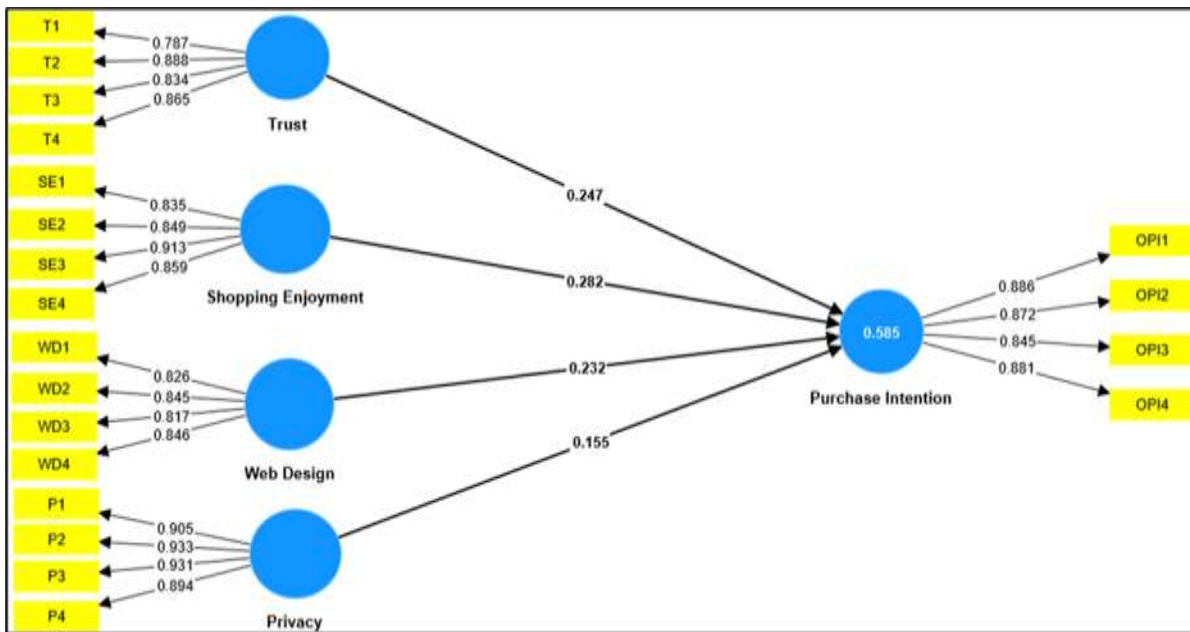 T1
0.787
T2
0.888
T3
0.834
T4
0.865
Trust
SE1
0.835
SE2
0.849
SE3
0.913
SE4
0.859
Shopping Enjoyment
WD1
0.826
WD2
0.845
WD3
0.817
WD4
0.846
Web Design
P1
0.905
P2
0.933
P3
0.931
P4
0.894
Privacy
0.247
0.282
0.232
0.155
0.585
Purchase Intention
0.886
0.872
0.845
0.881
OPI1
OPI2
OPI3
OPI4